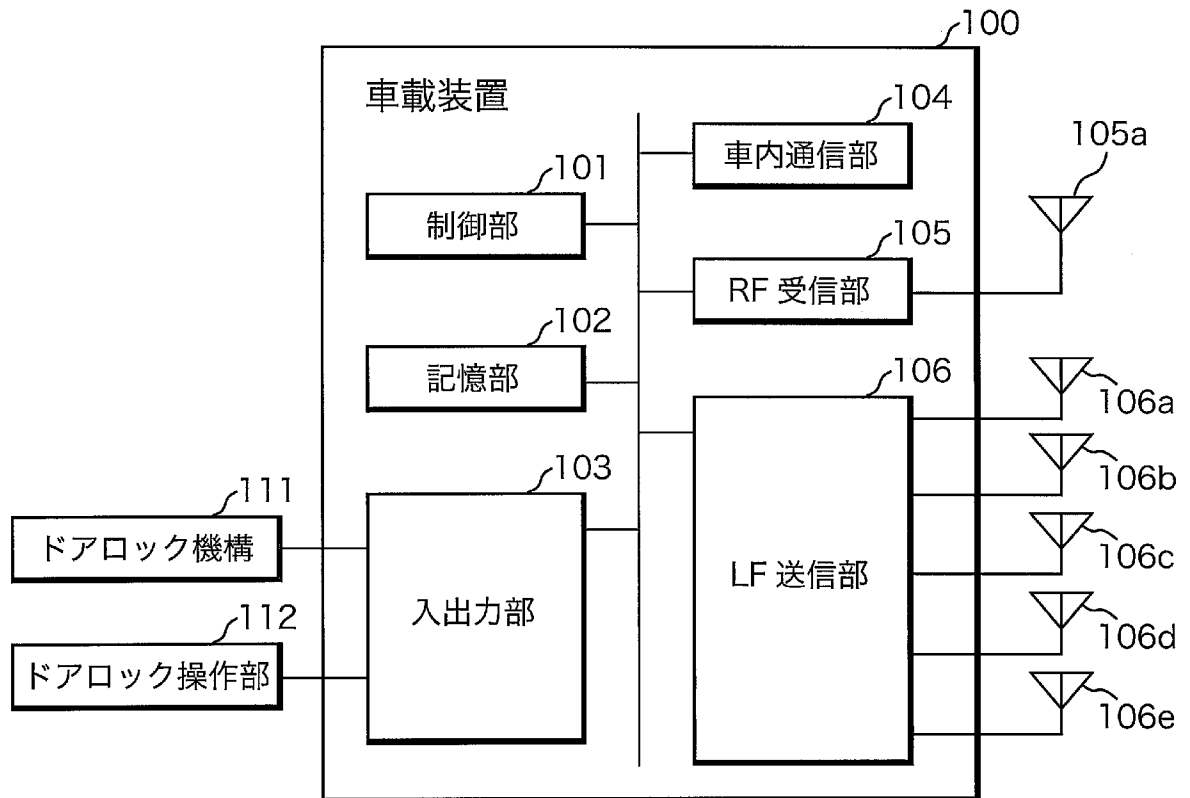 100
車載装置
104
車内通信部
105a
101
制御部
105
RF 受信部
102
記憶部
106
LF 送信部
106a
106b
106c
106d
106e
103
入出力部
111
ドアロック機構
112
ドアロック操作部